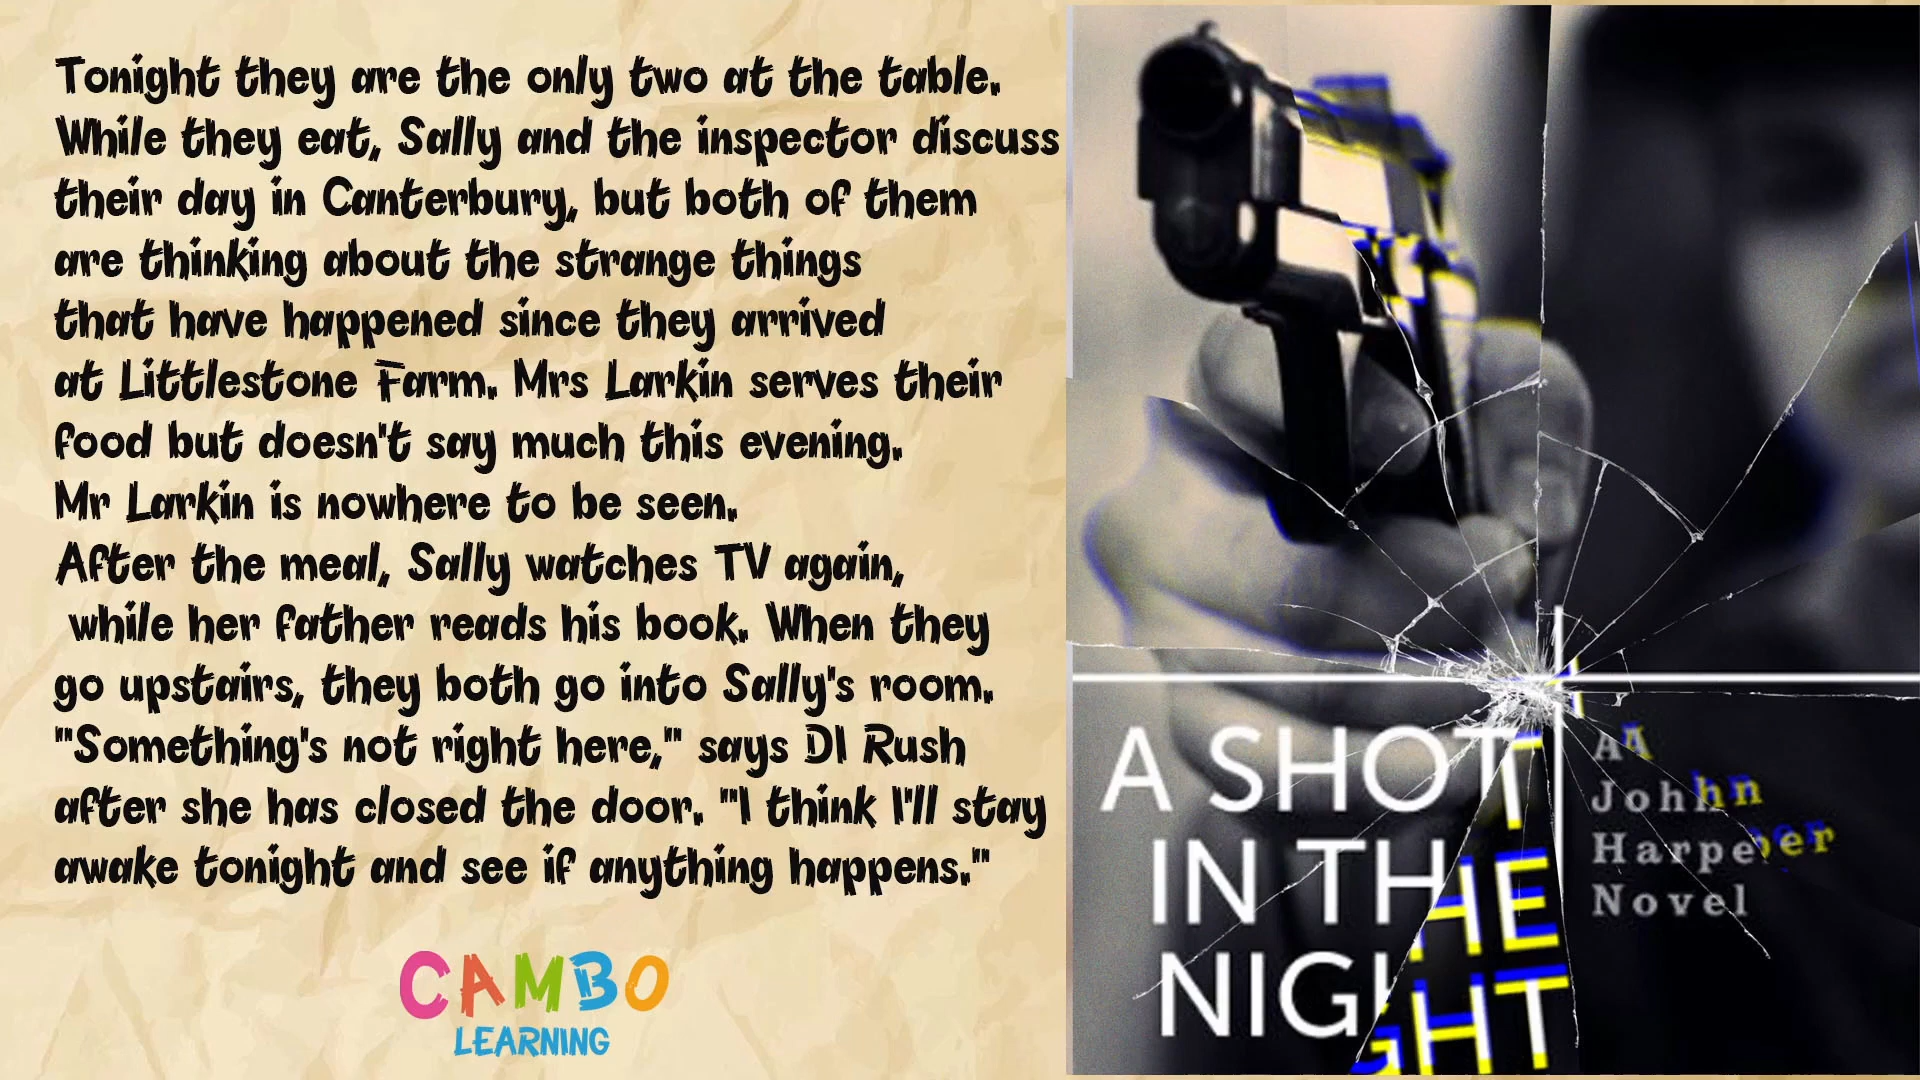 Tonight they are the only two at the table.
While they eat, Sally and the inspector discuss
their day in Canterbury, but both of them
are thinking about the strange things
that have happened since they arrived
at Littlestone Farm. Mrs Larkin serves their
food but doesn't say much this evening.
Mr Larkin is nowhere to be seen.
After the meal, Sally watches TV again,
while her father reads his book. When they
go upstairs, they both go into Sally's room.
"'Something's not right here,'" says DI Rush
after she has closed the door. "'I think I'll stay
awake tonight and see if anything happens.'"
CAMBO
LEARNING
A SHOT
IN THE
NIGHT
A
John
Harper
Novel